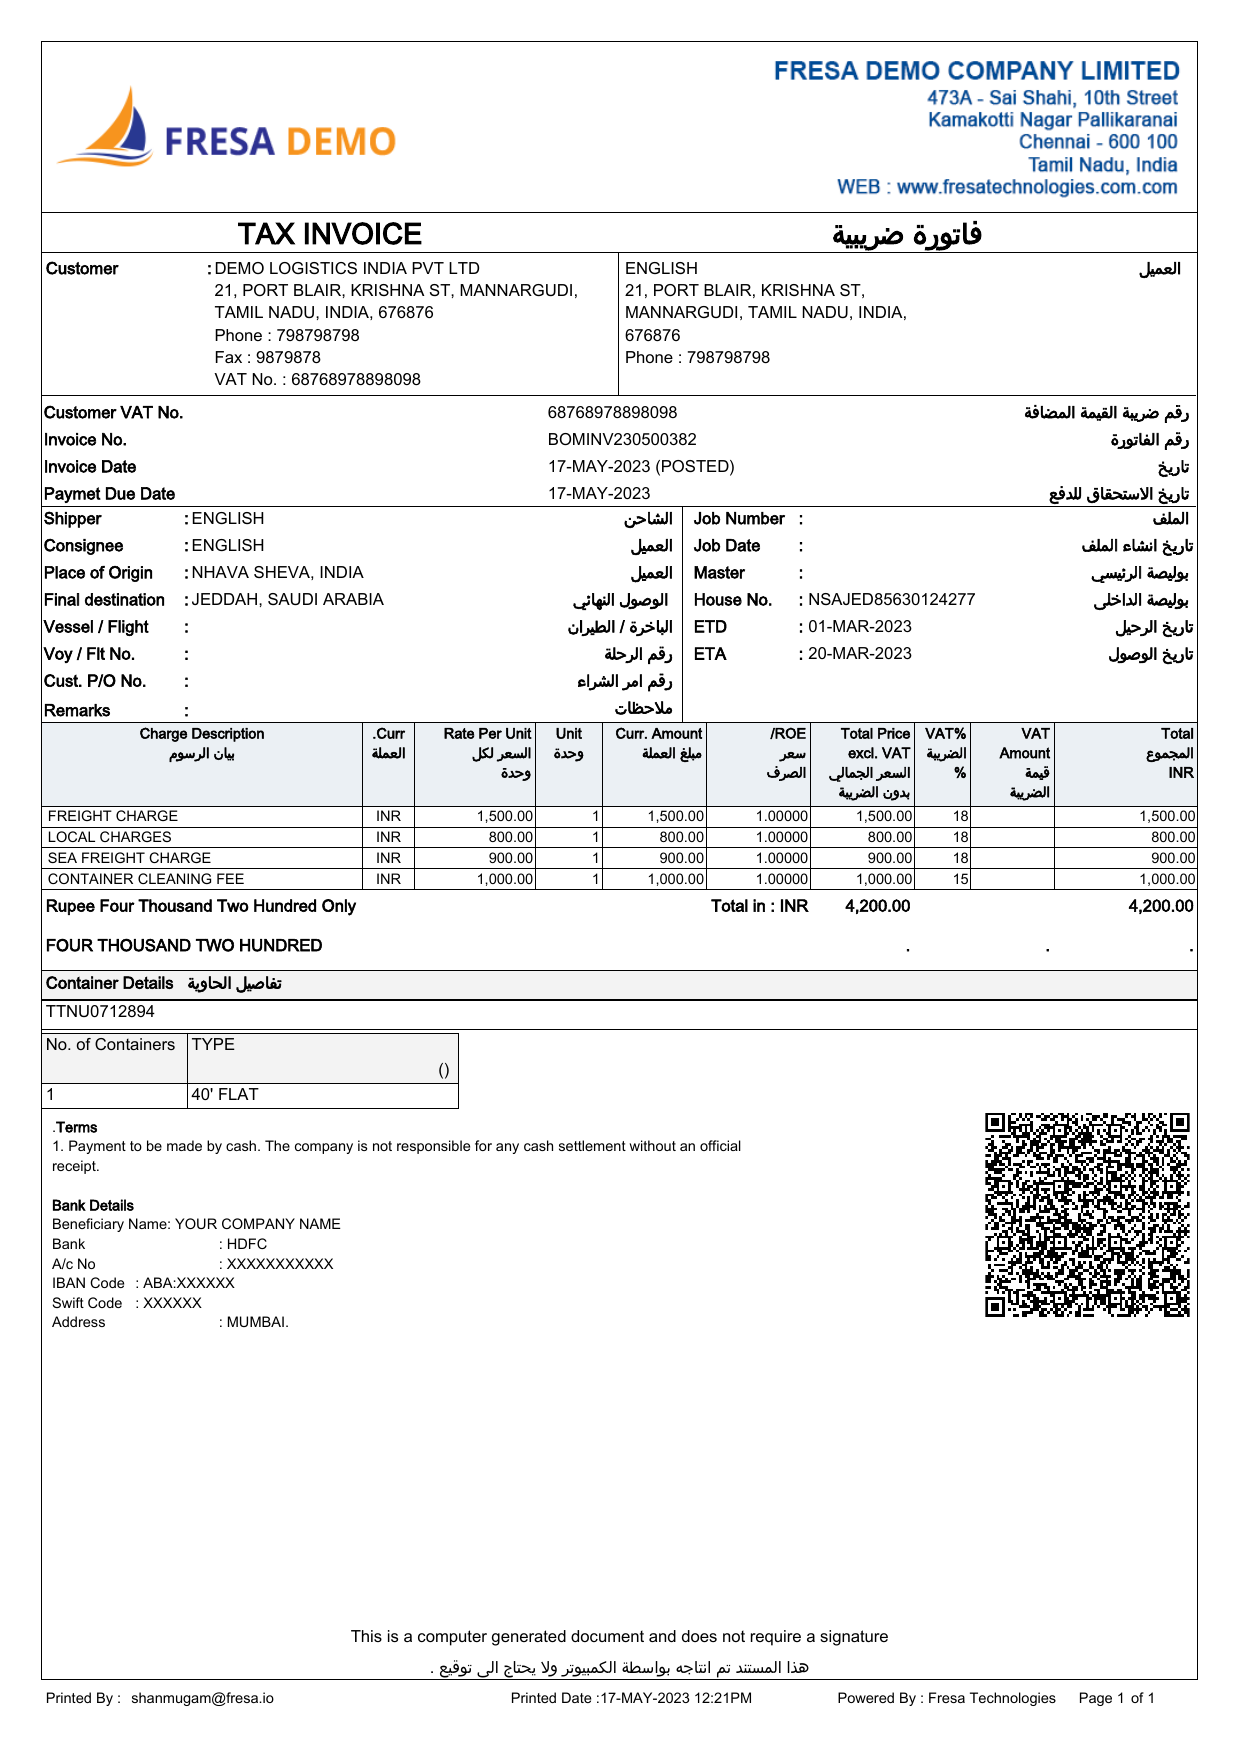 FRESA DEMO
FRESA DEMO COMPANY LIMITED
473A - Sai Shahi, 10th Street
Kamakotti Nagar Pallikaranai
Chennai - 600 100
Tamil Nadu, India
WEB : www.fresatechnologies.com.com
TAX INVOICE فاتورة ضريبية
Customer : DEMO LOGISTICS INDIA PVT LTD
21, PORT BLAIR, KRISHNA ST, MANNARGUDI,
TAMIL NADU, INDIA, 676876
Phone : 798798798
Fax : 9879878
VAT No. : 68768978898098
ENGLISH العميل
21, PORT BLAIR, KRISHNA ST,
MANNARGUDI, TAMIL NADU, INDIA,
676876
Phone : 798798798
Customer VAT No. 68768978898098 رقم ضريبة القيمة المضافة
Invoice No. BOMINV230500382 رقم الفاتورة
Invoice Date 17-MAY-2023 (POSTED) تاريخ
Paymet Due Date 17-MAY-2023 تاريخ الاستحقاق للدفع
Shipper : ENGLISH الشاحن
Consignee : ENGLISH العميل
Place of Origin : NHAVA SHEVA, INDIA العميل
Final destination : JEDDAH, SAUDI ARABIA الوصول النهائي
Vessel / Flight : الباخرة / الطيران
Voy / Flt No. : رقم الرحلة
Cust. P/O No. : رقم امر الشراء
Remarks : ملاحظات
Job Number : الملف
Job Date : تاريخ انشاء الملف
Master : بوليصة الرئيسي
House No. : NSAJED85630124277 بوليصة الداخلى
ETD : 01-MAR-2023 تاريخ الرحيل
ETA : 20-MAR-2023 تاريخ الوصول
Charge Description .Curr Rate Per Unit Unit Curr. Amount /ROE Total Price VAT% VAT Total
بيان الرسوم العملة السعر لكل وحدة مبلغ العملة سعر excl. VAT الضريبة Amount المجموع
وحدة الصرف السعر الجمالي % قيمة INR
بدون الضريبة الضريبة
FREIGHT CHARGE INR 1,500.00 1 1,500.00 1.00000 1,500.00 18 1,500.00
LOCAL CHARGES INR 800.00 1 800.00 1.00000 800.00 18 800.00
SEA FREIGHT CHARGE INR 900.00 1 900.00 1.00000 900.00 18 900.00
CONTAINER CLEANING FEE INR 1,000.00 1 1,000.00 1.00000 1,000.00 15 1,000.00
Rupee Four Thousand Two Hundred Only Total in : INR 4,200.00 4,200.00
FOUR THOUSAND TWO HUNDRED . . .
Container Details تفاصيل الحاوية
TTNU0712894
No. of Containers TYPE
()
1 40' FLAT
.Terms
1. Payment to be made by cash. The company is not responsible for any cash settlement without an official
receipt.
Bank Details
Beneficiary Name: YOUR COMPANY NAME
Bank : HDFC
A/c No : XXXXXXXXXXX
IBAN Code : ABA:XXXXXX
Swift Code : XXXXXX
Address : MUMBAI.
This is a computer generated document and does not require a signature
هذا المستند تم انتاجه بواسطة الكمبيوتر ولا يحتاج الى توقيع .
Printed By : shanmugam@fresa.io Printed Date :17-MAY-2023 12:21PM Powered By : Fresa Technologies Page 1 of 1